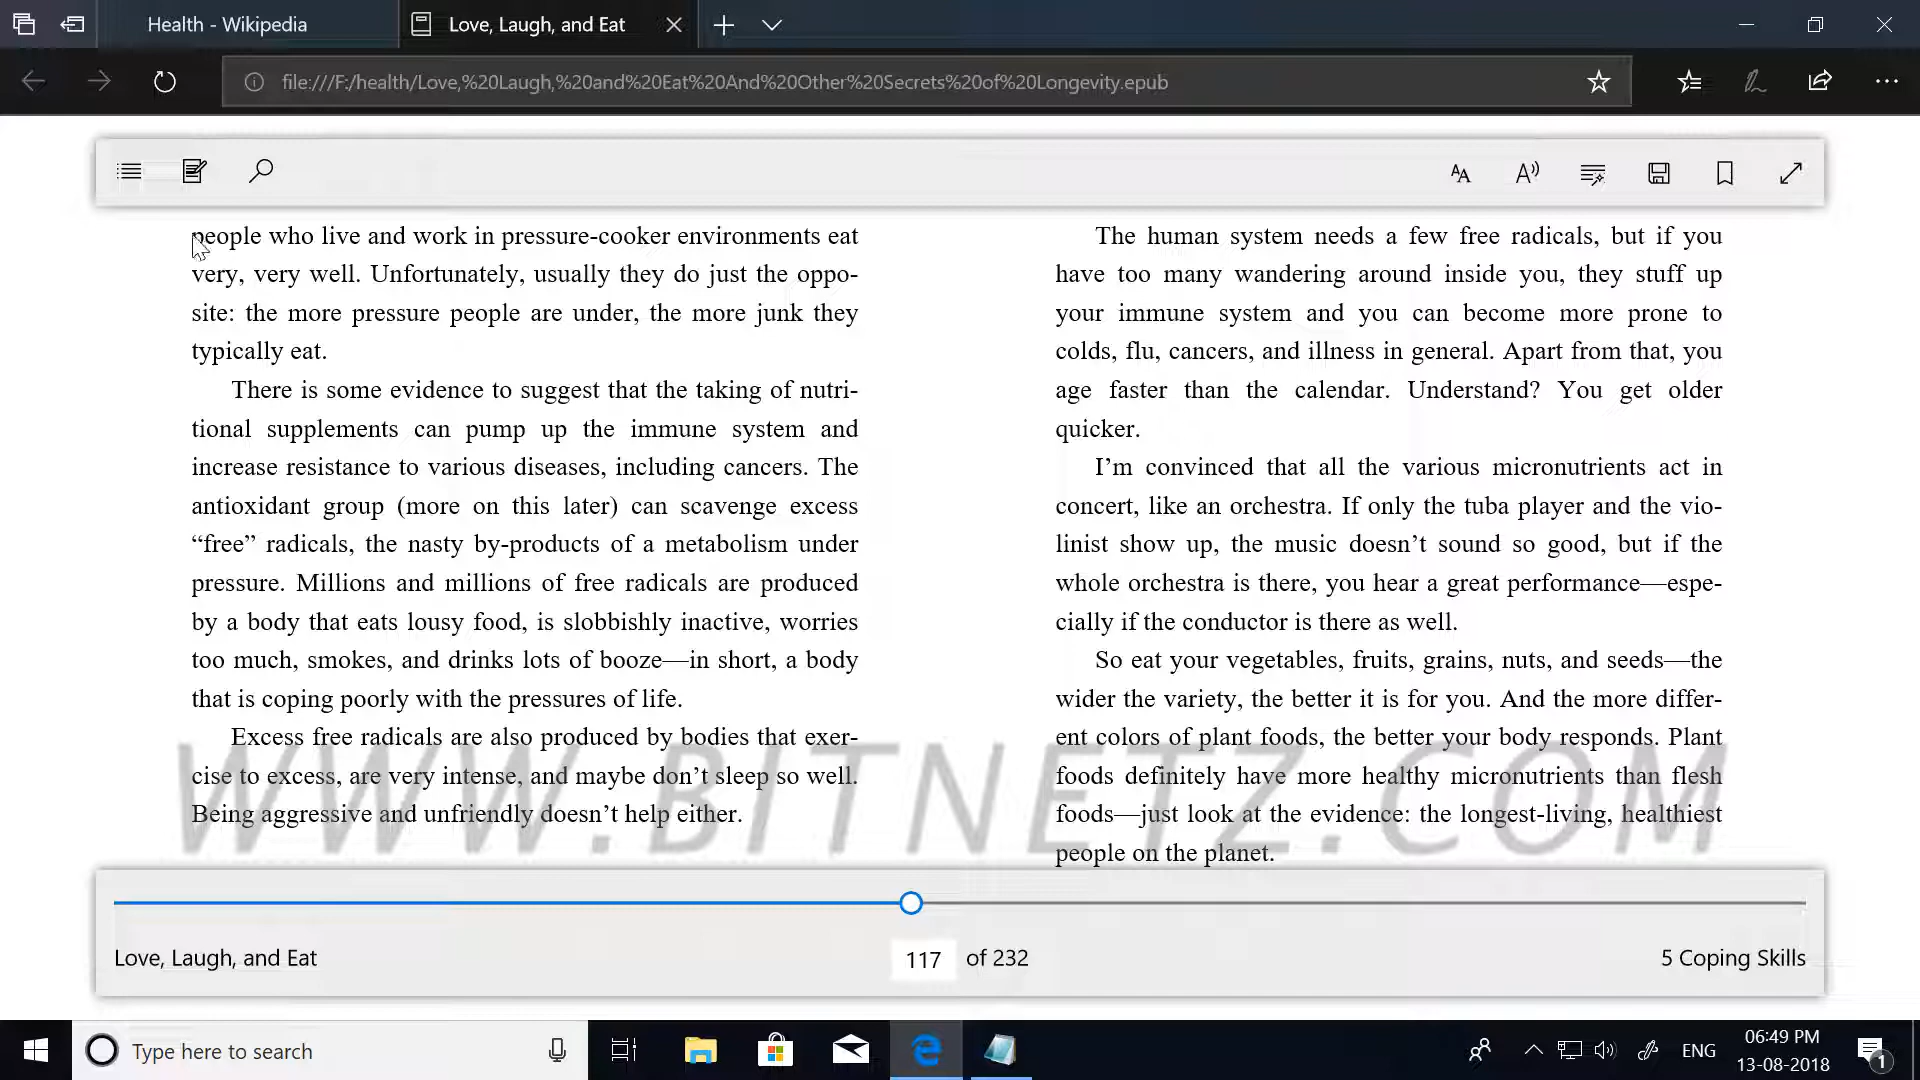 Health - Wikipedia
Love, Laugh, and Eat
file:///F:/health/Love,%20Laugh,%20and%20Eat%20And%20Other%20Secrets%20of%20Longevity.epub
people who live and work in pressure-cooker environments eat
very, very well. Unfortunately, usually they do just the oppo-
site: the more pressure people are under, the more junk they
typically eat.
There is some evidence to suggest that the taking of nutri-
tional supplements can pump up the immune system and
increase resistance to various diseases, including cancers. The
antioxidant group (more on this later) can scavenge excess
“free” radicals, the nasty by-products of a metabolism under
pressure. Millions and millions of free radicals are produced
by a body that eats lousy food, is slobbishly inactive, worries
too much, smokes, and drinks lots of booze—in short, a body
that is coping poorly with the pressures of life.
Excess free radicals are also produced by bodies that exer-
cise to excess, are very intense, and maybe don’t sleep so well.
Being aggressive and unfriendly doesn’t help either.
The human system needs a few free radicals, but if you
have too many wandering around inside you, they stuff up
your immune system and you can become more prone to
colds, flu, cancers, and illness in general. Apart from that, you
age faster than the calendar. Understand? You get older
quicker.
I’m convinced that all the various micronutrients act in
concert, like an orchestra. If only the tuba player and the vio-
linist show up, the music doesn’t sound so good, but if the
whole orchestra is there, you hear a great performance—espe-
cially if the conductor is there as well.
So eat your vegetables, fruits, grains, nuts, and seeds—the
wider the variety, the better it is for you. And the more differ-
ent colors of plant foods, the better your body responds. Plant
foods definitely have more healthy micronutrients than flesh
foods—just look at the evidence: the longest-living, healthiest
people on the planet.
WWW.BITNETZ.COM
Love, Laugh, and Eat
117 of 232
5 Coping Skills
Type here to search
ENG
06:49 PM
13-08-2018
1